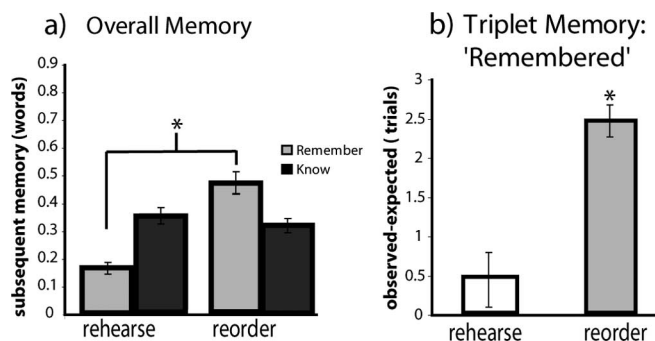 a) Overall Memory
subsequent memory (words)
0.9
0.8
0.7
0.6
0.5
0.4
0.3
0.2
0.1
0
*
Remember
Know
rehearse reorder
b) Triplet Memory:
'Remembered'
observed-expected ( trials)
3
2.5
2
1.5
1
0.5
0
*
rehearse reorder